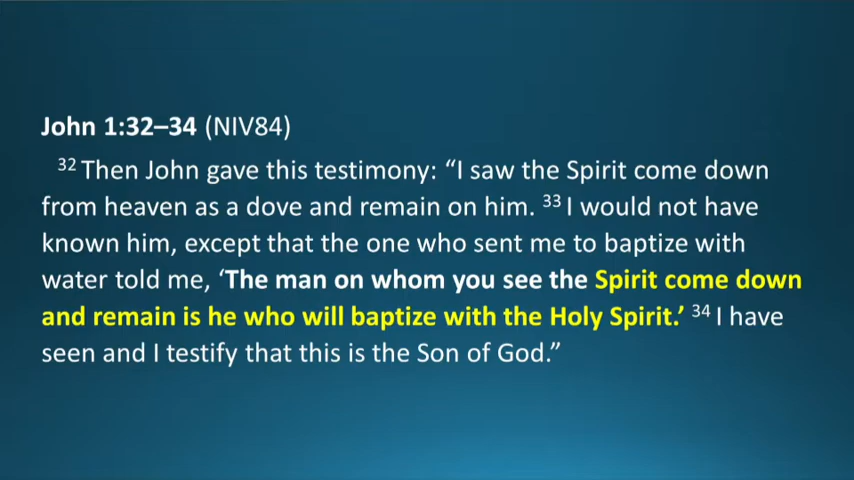 John 1:32–34 (NIV84)
32 Then John gave this testimony: “I saw the Spirit come down
from heaven as a dove and remain on him. 33 I would not have
known him, except that the one who sent me to baptize with
water told me, ‘The man on whom you see the Spirit come down
and remain is he who will baptize with the Holy Spirit.’ 34 I have
seen and I testify that this is the Son of God.”